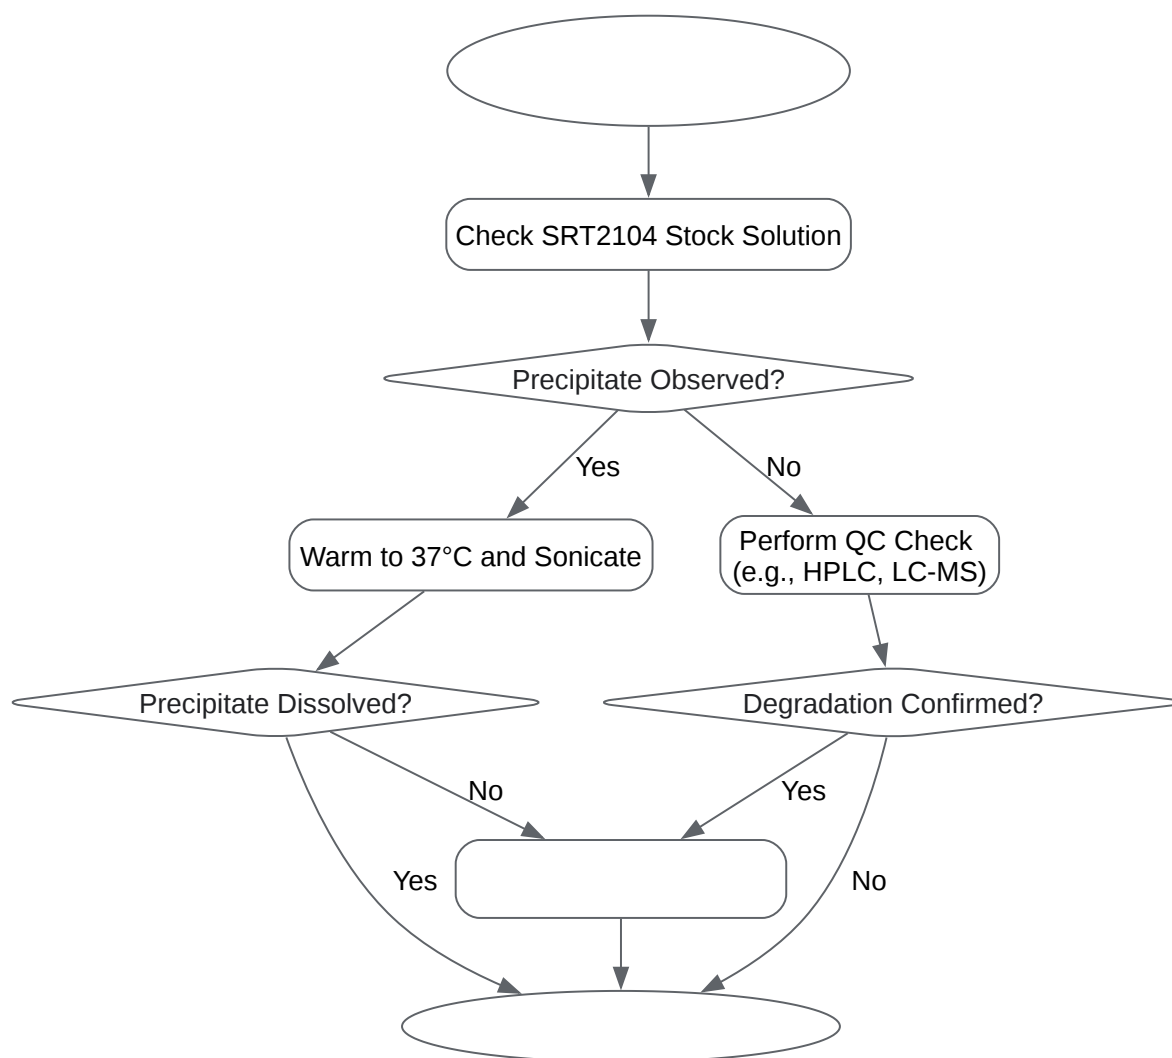 Check SRT2104 Stock Solution
Precipitate Observed?
Yes
No
Warm to 37°C and Sonicate
Perform QC Check
(e.g., HPLC, LC-MS)
Precipitate Dissolved?
Degradation Confirmed?
No
Yes
Yes
No